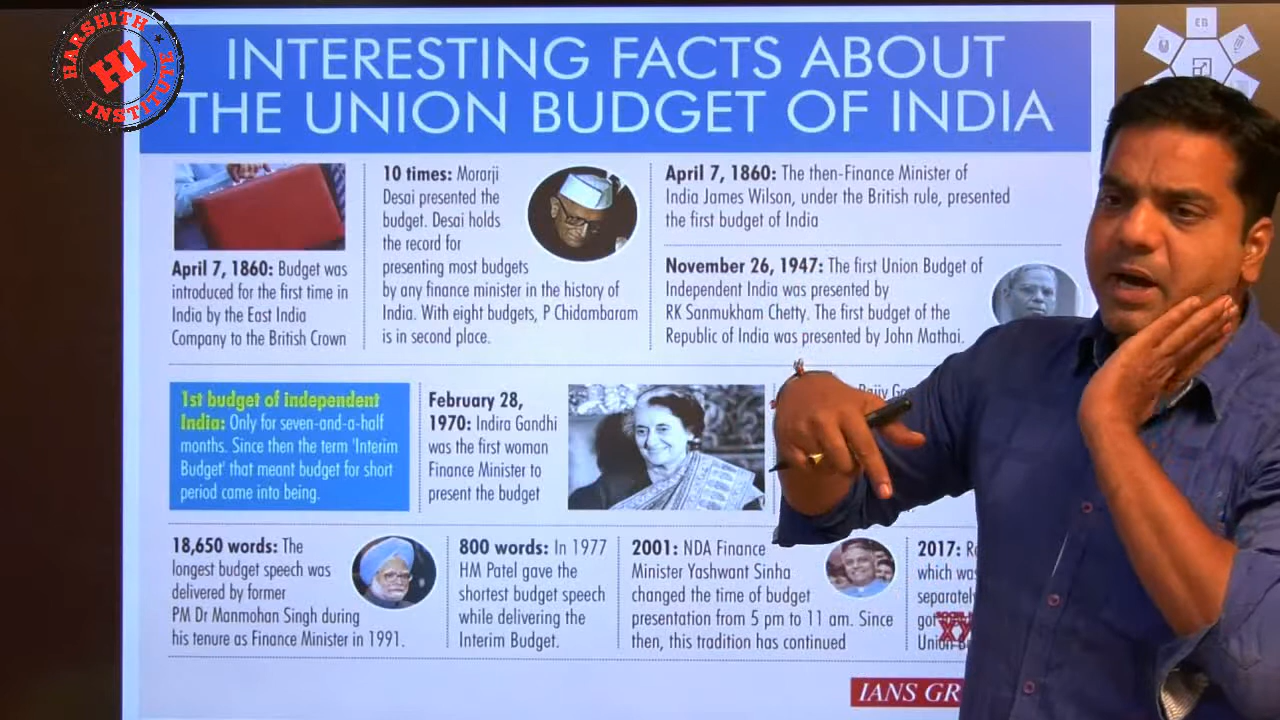 HARSHITH
HI
INSTITUTE
INTERESTING FACTS ABOUT
THE UNION BUDGET OF INDIA
April 7, 1860: Budget was
introduced for the first time in
India by the East India
Company to the British Crown
10 times: Morarji
Desai presented the
budget. Desai holds
the record for
presenting most budgets
by any finance minister in the history of
India. With eight budgets, P Chidambaram
is in second place.
April 7, 1860: The then-Finance Minister of
India James Wilson, under the British rule, presented
the first budget of India
November 26, 1947: The first Union Budget of
Independent India was presented by
RK Sanmukham Chetty. The first budget of the
Republic of India was presented by John Mathai.
1st budget of independent
India: Only for seven-and-a-half
months. Since then the term 'Interim
Budget' that meant budget for short
period came into being.
February 28,
1970: Indira Gandhi
was the first woman
Finance Minister to
present the budget
18,650 words: The
longest budget speech was
delivered by former
PM Dr Manmohan Singh during
his tenure as Finance Minister in 1991.
800 words: In 1977
HM Patel gave the
shortest budget speech
while delivering the
Interim Budget.
2001: NDA Finance
Minister Yashwant Sinha
changed the time of budget
presentation from 5 pm to 11 am. Since
then, this tradition has continued
2017:
which was
separately
Union
IANS GR